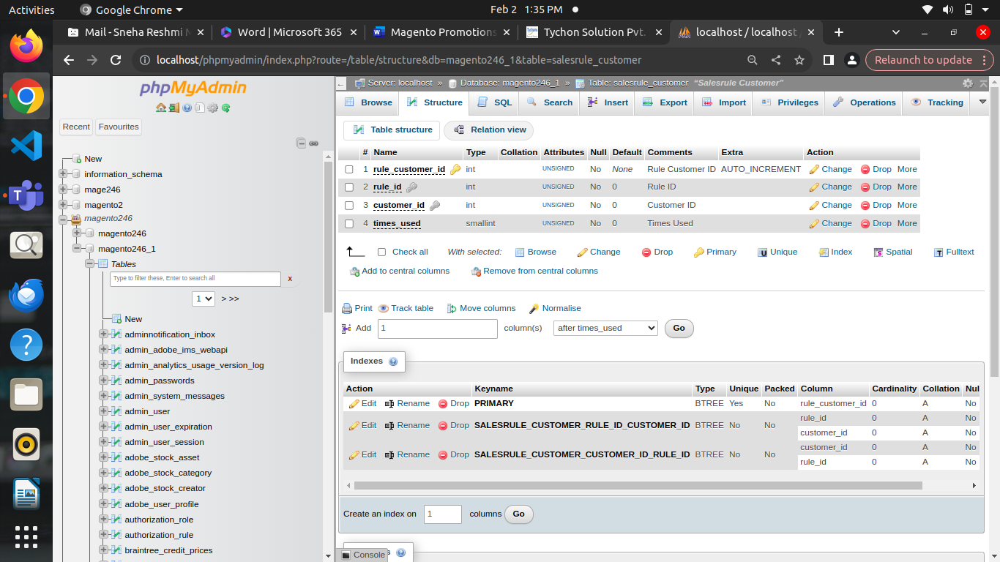 Activities Google Chrome Feb 2 1:35 PM
Mail - Sneha Reshmi M Word | Microsoft 365 Magento Promotions Tychon Solution Pvt. localhost / localhost /
localhost/phpmyadmin/index.php?route=/table/structure&db=magento246_1&table=salesrule_customer Relaunch to update
phpMyAdmin
Recent Favourites
New
information_schema
mage246
magento2
magento246
magento246
magento246_1
Tables
Type to filter these, Enter to search all x
1 > >>
New
adminnotification_inbox
admin_adobe_ims_webapi
admin_analytics_usage_version_log
admin_passwords
admin_system_messages
admin_user
admin_user_expiration
admin_user_session
adobe_stock_asset
adobe_stock_category
adobe_stock_creator
adobe_user_profile
authorization_role
authorization_rule
braintree_credit_prices
Server: localhost » Database: magento246_1 » Table: salesrule_customer "Salesrule Customer"
Browse Structure SQL Search Insert Export Import Privileges Operations Tracking
Table structure Relation view
# Name Type Collation Attributes Null Default Comments Extra Action
1 rule_customer_id int UNSIGNED No None Rule Customer ID AUTO_INCREMENT Change Drop More
2 rule_id int UNSIGNED No 0 Rule ID Change Drop More
3 customer_id int UNSIGNED No 0 Customer ID Change Drop More
4 times_used smallint UNSIGNED No 0 Times Used Change Drop More
Check all With selected: Browse Change Drop Primary Unique Index Spatial Fulltext
Add to central columns Remove from central columns
Print Track table Move columns Normalise
Add 1 column(s) after times_used Go
Indexes
Action Keyname Type Unique Packed Column Cardinality Collation Nul
Edit Rename Drop PRIMARY BTREE Yes No rule_customer_id 0 A No
Edit Rename Drop SALESRULE_CUSTOMER_RULE_ID_CUSTOMER_ID BTREE No No rule_id 0 A No
customer_id 0 A No
Edit Rename Drop SALESRULE_CUSTOMER_CUSTOMER_ID_RULE_ID BTREE No No customer_id 0 A No
rule_id 0 A No
Create an index on 1 columns Go
Console